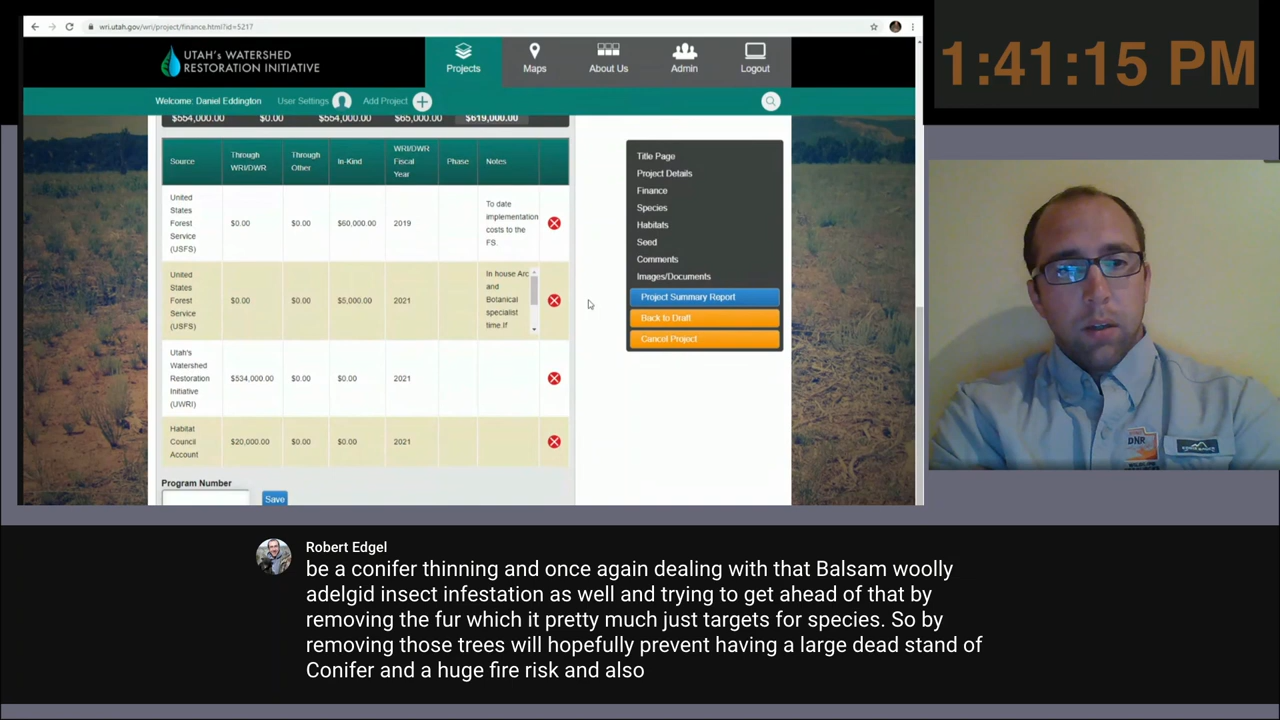 wri.utah.gov/wri/project/finance.html?id=5217
1:41:15 PM
UTAH'S WATERSHED
RESTORATION INITIATIVE
Projects
Maps
About Us
Admin
Logout
Welcome: Daniel Eddington
User Settings
Add Project
$554,000.00 $0.00 $554,000.00 $65,000.00 $619,000.00
Source
Through
WRI/DWR
Through
Other
In-Kind
WRI/DWR
Fiscal
Year
Phase
Notes
United
States
Forest
Service
(USFS)
$0.00
$0.00
$60,000.00
2019
To date
implementation
costs to the
FS.
United
States
Forest
Service
(USFS)
$0.00
$0.00
$5,000.00
2021
In house Arc
and
Botanical
specialist
time.If
Utah's
Watershed
Restoration
Initiative
(UWRI)
$534,000.00
$0.00
$0.00
2021
Habitat
Council
Account
$20,000.00
$0.00
$0.00
2021
Program Number
Save
Title Page
Project Details
Finance
Species
Habitats
Seed
Comments
Images/Documents
Project Summary Report
Back to Draft
Cancel Project
DNR
Robert Edgel
be a conifer thinning and once again dealing with that Balsam woolly
adelgid insect infestation as well and trying to get ahead of that by
removing the fur which it pretty much just targets for species. So by
removing those trees will hopefully prevent having a large dead stand of
Conifer and a huge fire risk and also